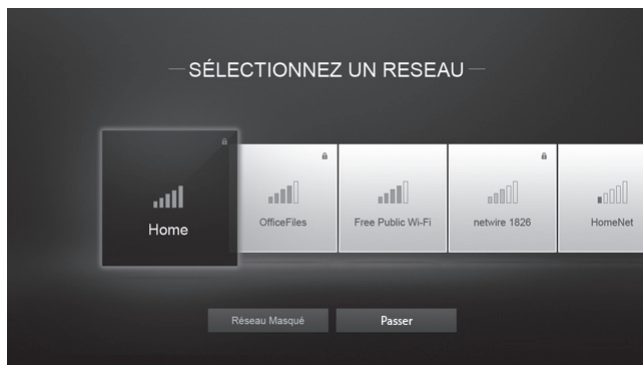 SÉLECTIONNEZ UN RESEAU
Home
OfficeFiles
Free Public Wi-Fi
netwire 1826
HomeNet
Réseau Masqué
Passer